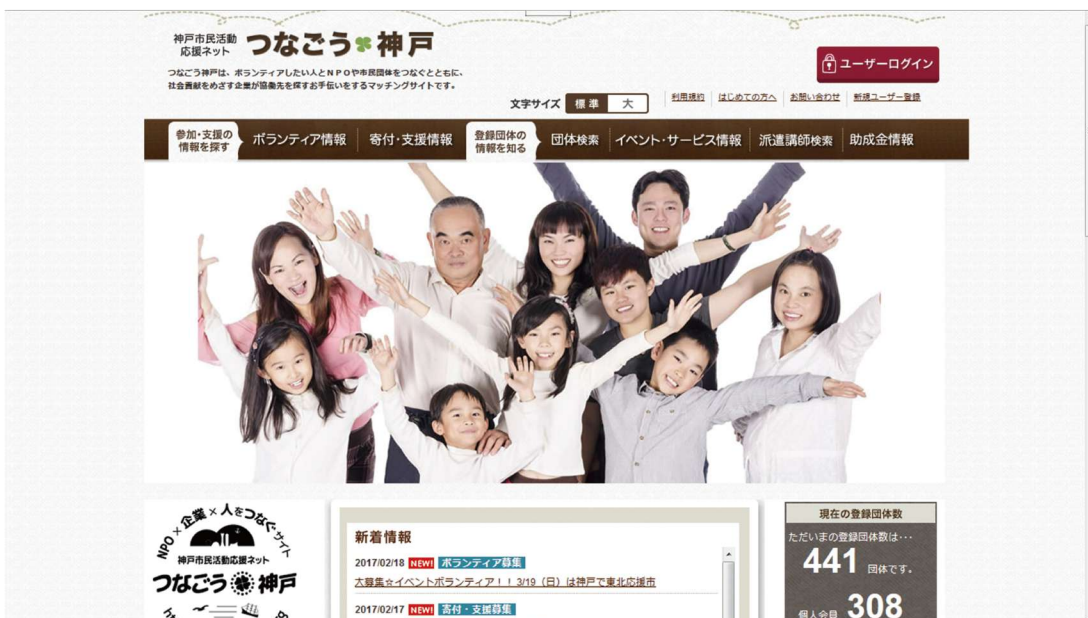 神戸市民活動
応援ネット
つなごう神戸
つなごう神戸は、ボランティアしたい人とＮＰＯや市民団体をつなぐとともに、
社会貢献をめざす企業が協働先を探すお手伝いをするマッチングサイトです。
ユーザーログイン
文字サイズ 標準 大
利用規約 はじめての方へ お問い合わせ 新規ユーザー登録
参加・支援の
情報を探す
ボランティア情報
寄付・支援情報
登録団体の
情報を知る
団体検索
イベント・サービス情報
派遣講師検索
助成金情報
NPO×企業×人をつなぐサイト
神戸市民活動応援ネット
つなごう神戸
新着情報
2017/02/18 NEW! ボランティア募集
大募集☆イベントボランティア！！ 3/19（日）は神戸で東北応援市
2017/02/17 NEW! 寄付・支援募集
現在の登録団体数
ただいまの登録団体数は・・・
441 団体です。
個人会員 308